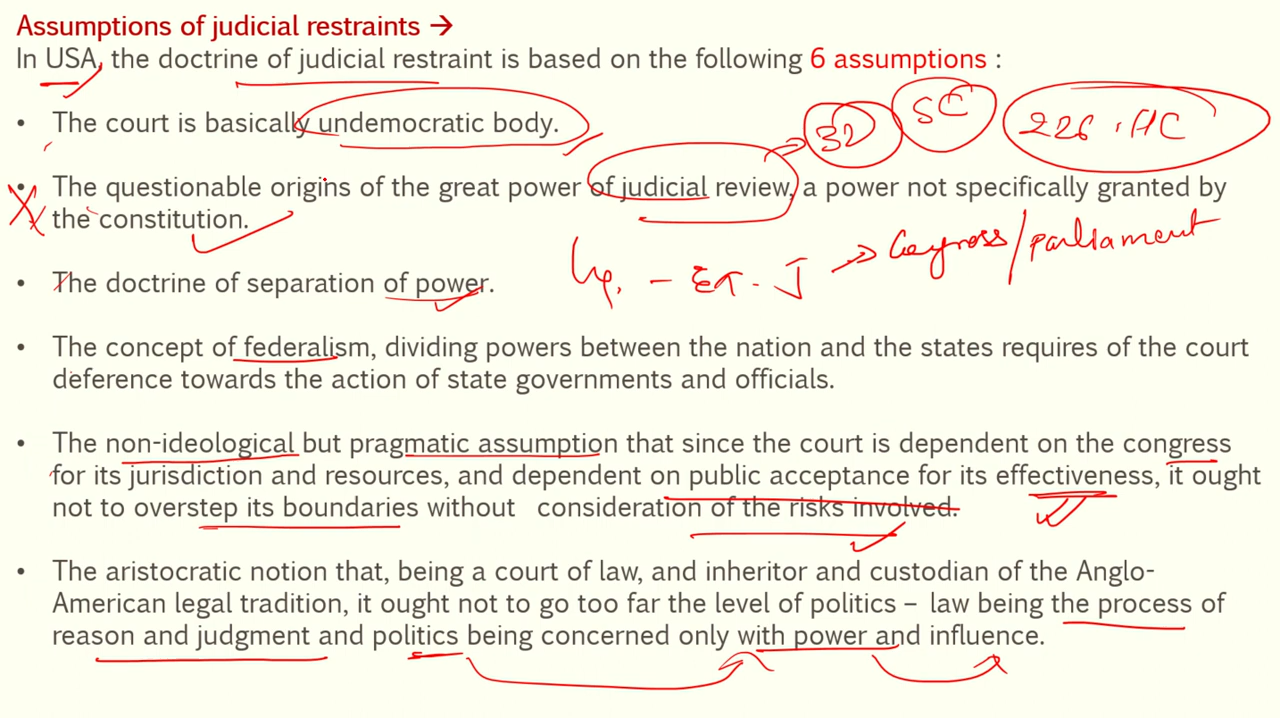 Assumptions of judicial restraints →
In USA, the doctrine of judicial restraint is based on the following 6 assumptions :
• The court is basically undemocratic body.
32 SC 226 , HC
• The questionable origins of the great power of judicial review, a power not specifically granted by
the constitution.
/parliament
• The doctrine of separation of power.
• The concept of federalism, dividing powers between the nation and the states requires of the court
deference towards the action of state governments and officials.
• The non-ideological but pragmatic assumption that since the court is dependent on the congress
for its jurisdiction and resources, and dependent on public acceptance for its effectiveness, it ought
not to overstep its boundaries without consideration of the risks involved.
• The aristocratic notion that, being a court of law, and inheritor and custodian of the Anglo-
American legal tradition, it ought not to go too far the level of politics – law being the process of
reason and judgment and politics being concerned only with power and influence.